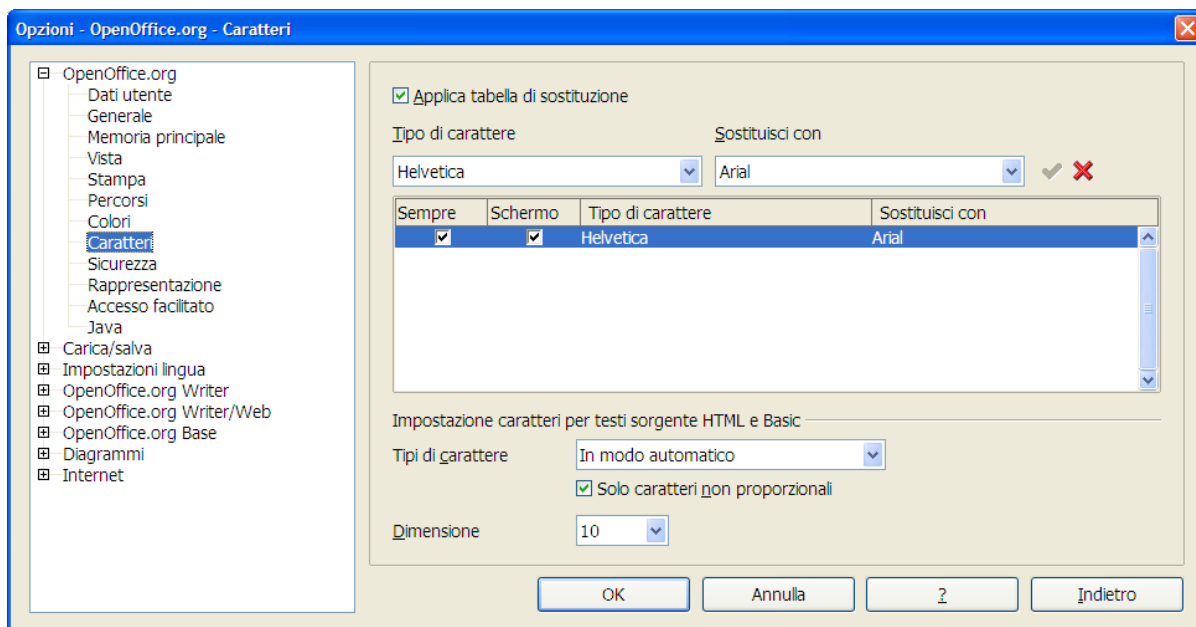 Opzioni - OpenOffice.org - Caratteri
OpenOffice.org
Dati utente
Generale
Memoria principale
Vista
Stampa
Percorsi
Colori
Caratteri
Sicurezza
Rappresentazione
Accesso facilitato
Java
Carica/salva
Impostazioni lingua
OpenOffice.org Writer
OpenOffice.org Writer/Web
OpenOffice.org Base
Diagrammi
Internet
Applica tabella di sostituzione
Tipo di carattere Sostituisci con
Helvetica Arial
Sempre Schermo Tipo di carattere Sostituisci con
Helvetica Arial
Impostazione caratteri per testi sorgente HTML e Basic
Tipi di carattere In modo automatico
Solo caratteri non proporzionali
Dimensione 10
OK Annulla ? Indietro